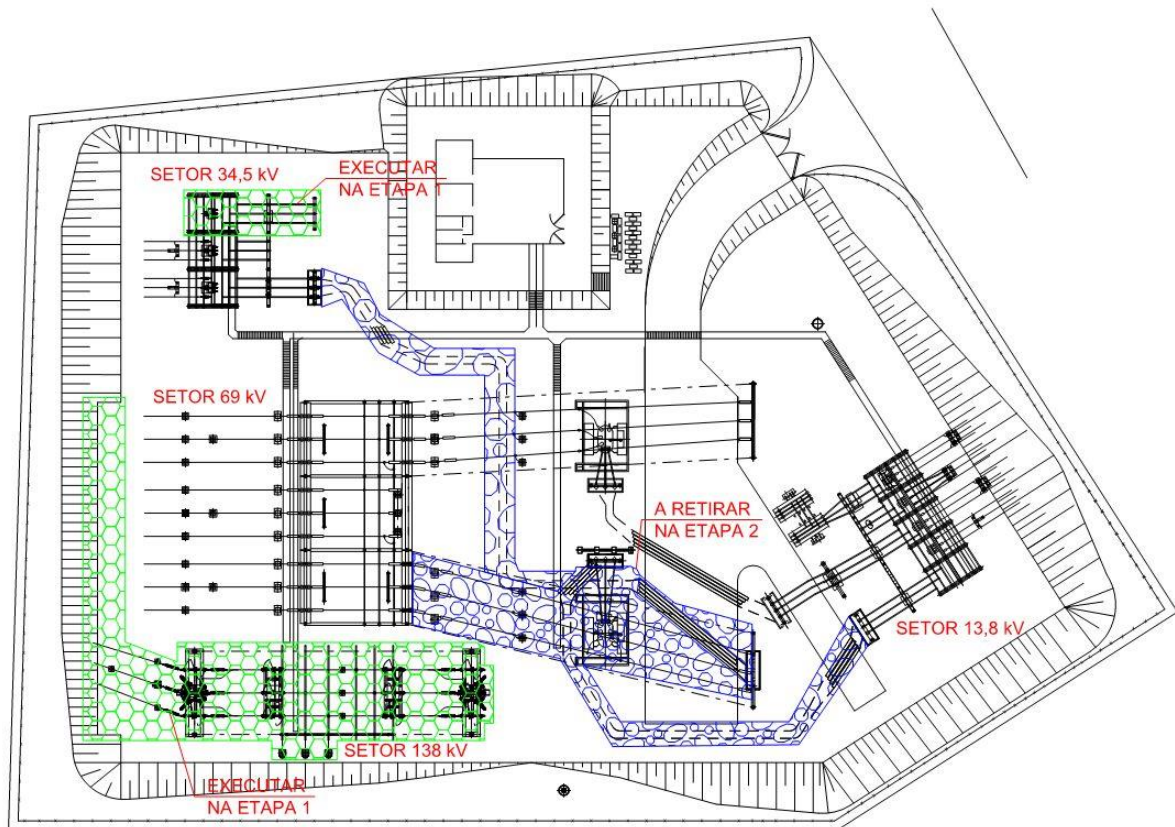 SETOR 34,5 kV
EXECUTAR
NA ETAPA 1
SETOR 69 kV
A RETIRAR
NA ETAPA 2
SETOR 13,8 kV
SETOR 138 kV
EXECUTAR
NA ETAPA 1